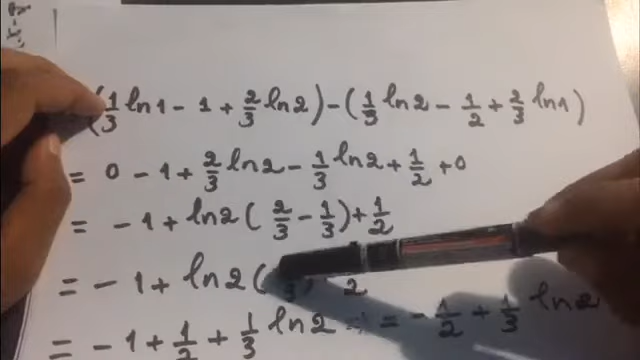 (1/3 ln1 - 1 + 2/3 ln2) - (1/3 ln2 - 1/2 + 2/3 ln1)
= 0 - 1 + 2/3 ln2 - 1/3 ln2 + 1/2 + 0
= - 1 + ln2 ( 2/3 - 1/3 ) + 1/2
= - 1 + ln2 ( 3 ) 2
= - 1 + 1/2 + 1/3 ln2 = = - 1/2 + 1/3 ln2